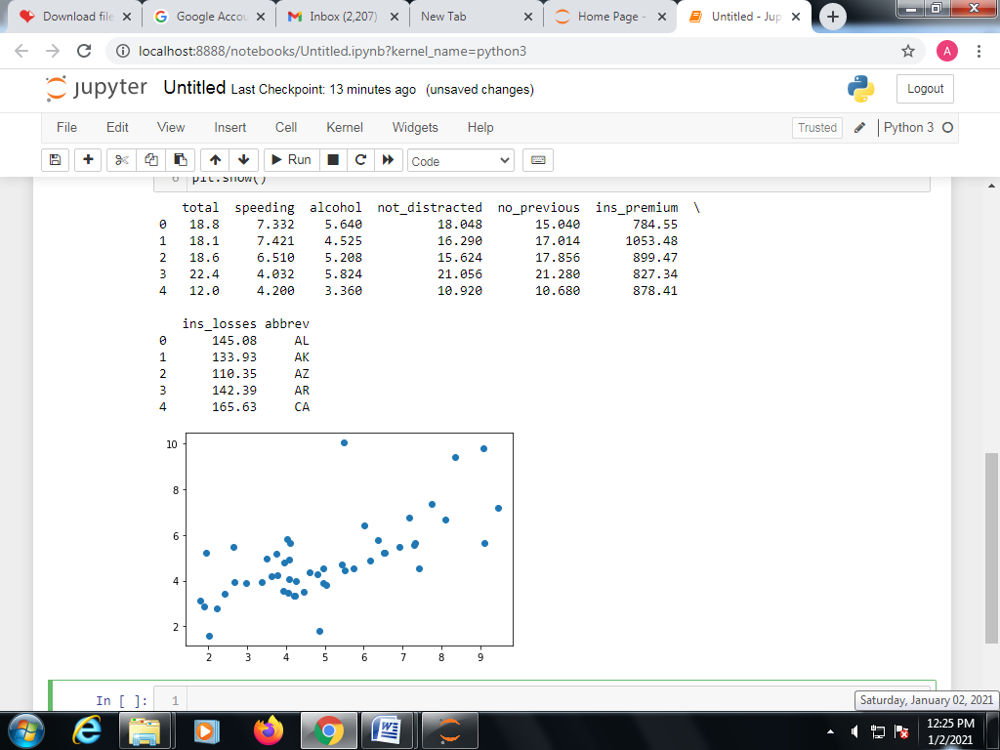 Download file Google Accou Inbox (2,207) New Tab Home Page - Untitled - Jup
localhost:8888/notebooks/Untitled.ipynb?kernel_name=python3 A
jupyter Untitled Last Checkpoint: 13 minutes ago (unsaved changes) Logout
File Edit View Insert Cell Kernel Widgets Help Trusted Python 3
Run Code
6 plt.show()
total speeding alcohol not_distracted no_previous ins_premium \
0 18.8 7.332 5.640 18.048 15.040 784.55
1 18.1 7.421 4.525 16.290 17.014 1053.48
2 18.6 6.510 5.208 15.624 17.856 899.47
3 22.4 4.032 5.824 21.056 21.280 827.34
4 12.0 4.200 3.360 10.920 10.680 878.41
ins_losses abbrev
0 145.08 AL
1 133.93 AK
2 110.35 AZ
3 142.39 AR
4 165.63 CA
10
8
6
4
2
2 3 4 5 6 7 8 9
In [ ]: 1
Saturday, January 02, 2021
12:25 PM
1/2/2021